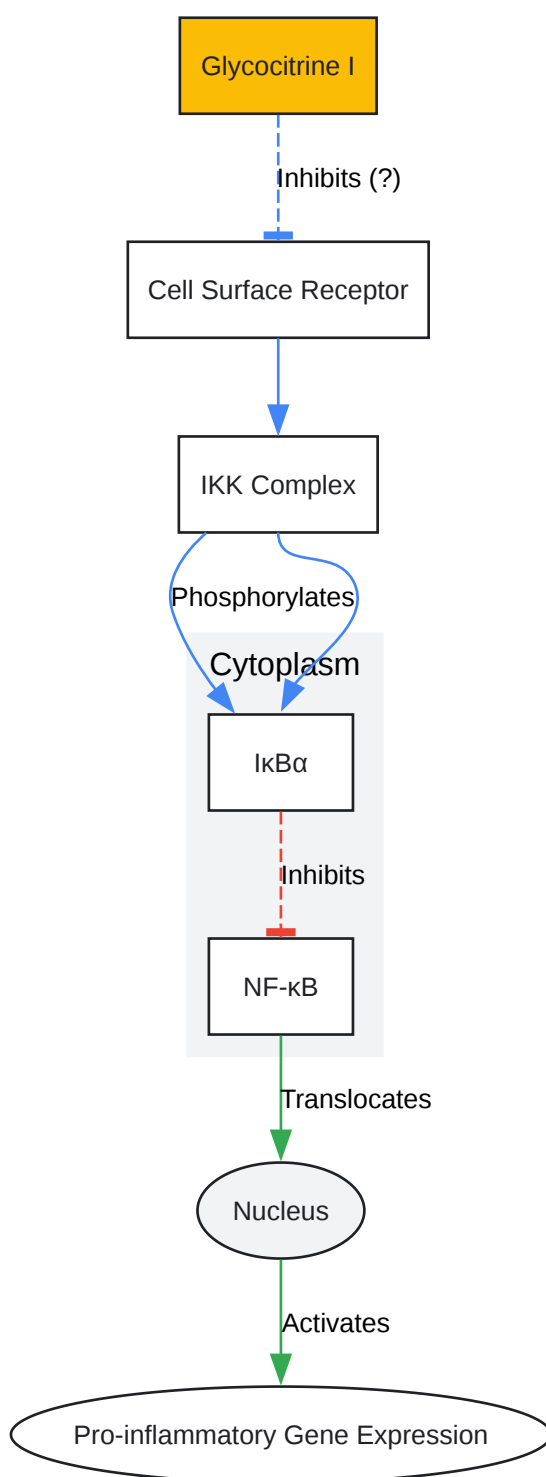 Glycocitrine I
Inhibits (?)
Cell Surface Receptor
IKK Complex
Phosphorylates
Cytoplasm
IκBα
Inhibits
NF-κB
Translocates
Nucleus
Activates
Pro-inflammatory Gene Expression